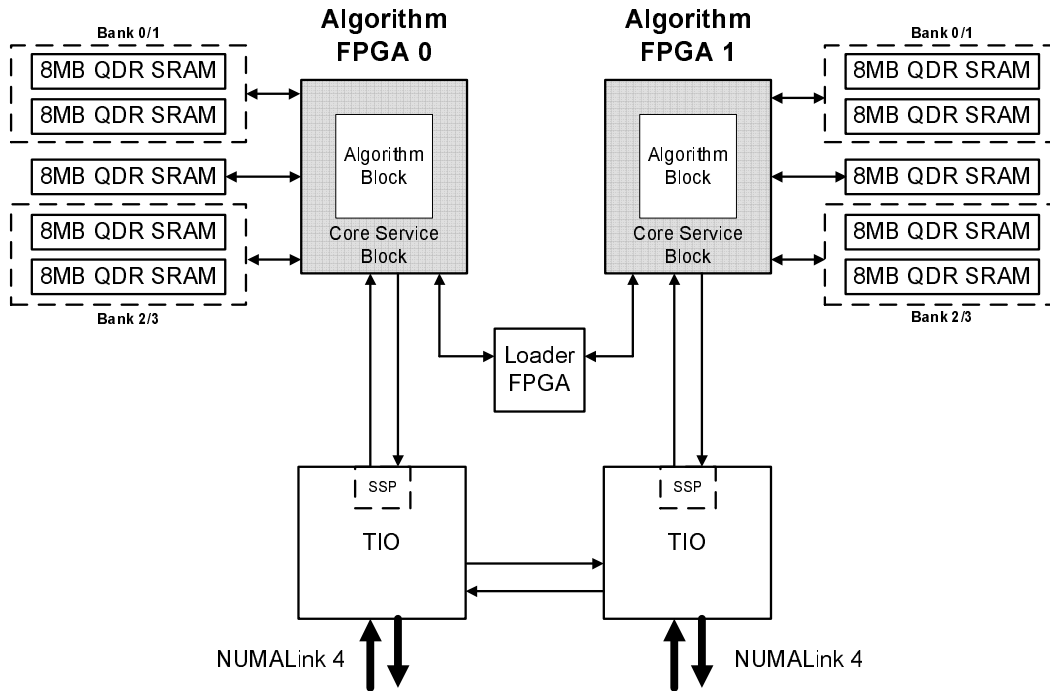 Algorithm
FPGA 0
Algorithm
FPGA 1
Bank 0/1
8MB QDR SRAM
8MB QDR SRAM
8MB QDR SRAM
8MB QDR SRAM
8MB QDR SRAM
Bank 2/3
Algorithm
Block
Core Service
Block
Algorithm
Block
Core Service
Block
Bank 0/1
8MB QDR SRAM
8MB QDR SRAM
8MB QDR SRAM
8MB QDR SRAM
8MB QDR SRAM
Bank 2/3
Loader
FPGA
SSP
TIO
SSP
TIO
NUMALink 4
NUMALink 4